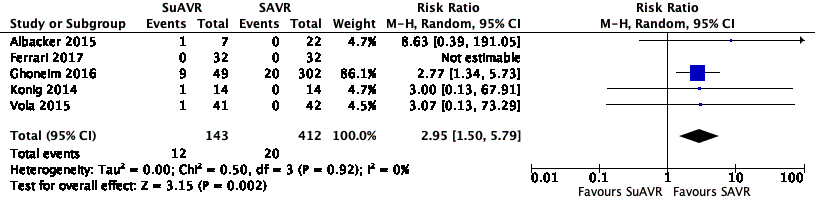 SuAVR SAVR Risk Ratio Risk Ratio
Study or Subgroup Events Total Events Total Weight M-H, Random, 95% CI M-H, Random, 95% CI
Albacker 2015 1 7 0 22 4.7% 8.63 [0.39, 191.05]
Ferrari 2017 0 32 0 32 Not estimable
Ghoneim 2016 9 49 20 302 86.1% 2.77 [1.34, 5.73]
Konig 2014 1 14 0 14 4.7% 3.00 [0.13, 67.91]
Vola 2015 1 41 0 42 4.5% 3.07 [0.13, 73.29]
Total (95% CI) 143 412 100.0% 2.95 [1.50, 5.79]
Total events 12 20
Heterogeneity: Tau² = 0.00; Chi² = 0.50, df = 3 (P = 0.92); I² = 0%
Test for overall effect: Z = 3.15 (P = 0.002)
0.01 0.1 1 10 100
Favours SuAVR Favours SAVR